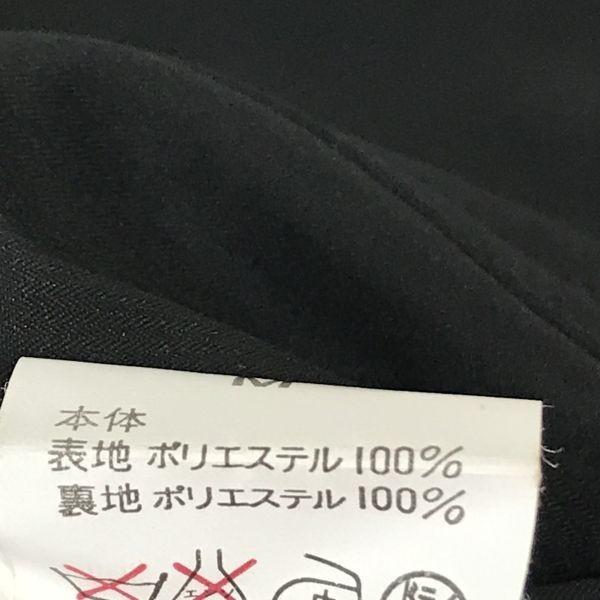 本体
表地 ポリエステル 100%
裏地 ポリエステル 100%